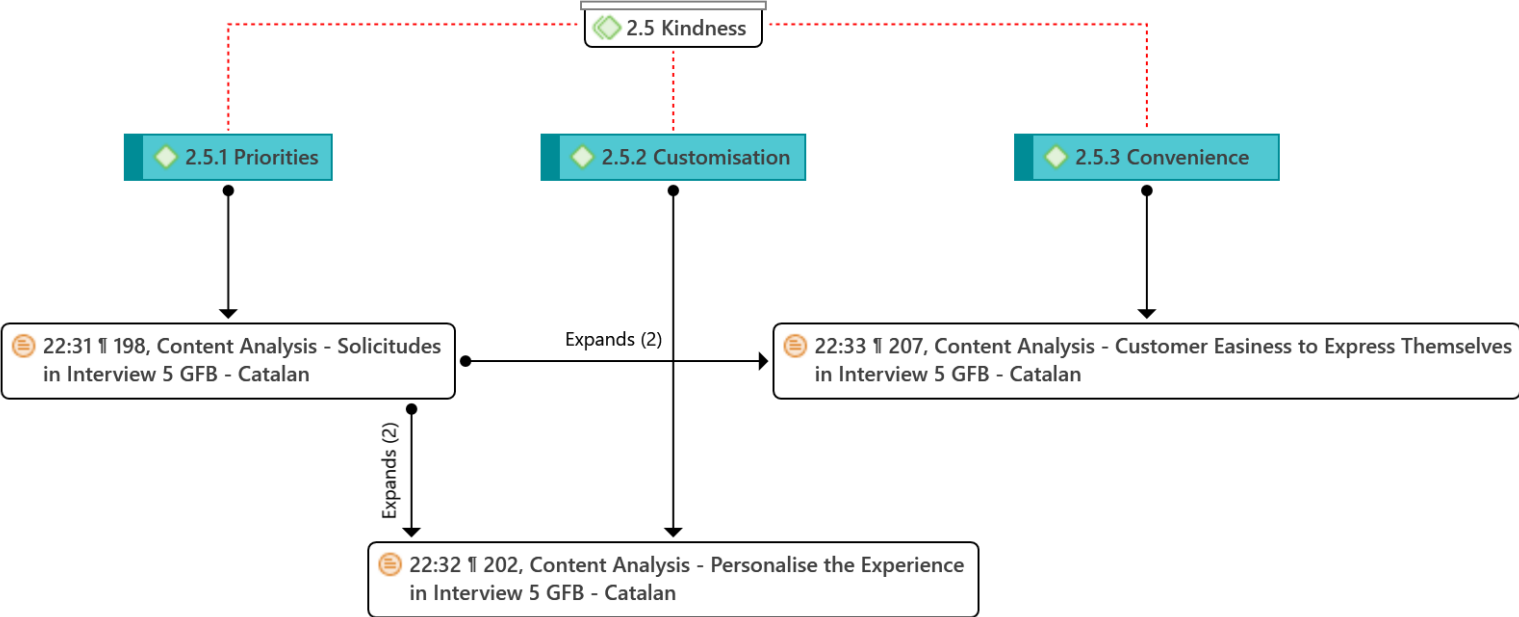 2.5 Kindness
2.5.1 Priorities
2.5.2 Customisation
2.5.3 Convenience
22:31 ¶ 198, Content Analysis - Solicitudes
in Interview 5 GFB - Catalan
Expands (2)
22:33 ¶ 207, Content Analysis - Customer Easiness to Express Themselves
in Interview 5 GFB - Catalan
Expands (2)
22:32 ¶ 202, Content Analysis - Personalise the Experience
in Interview 5 GFB - Catalan